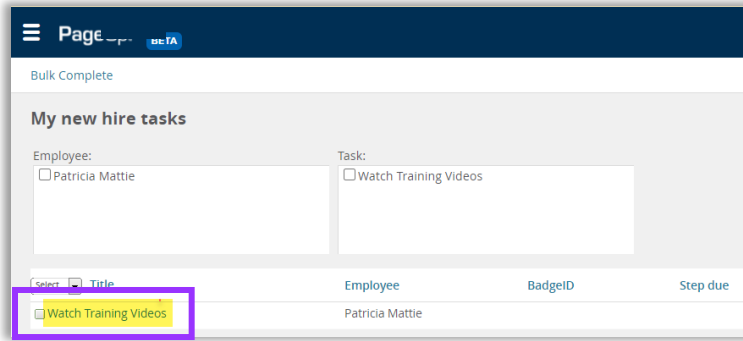 Page
BETA
Bulk Complete
My new hire tasks
Employee: Task:
Patricia Mattie Watch Training Videos
Select Title Employee BadgeID Step due
Watch Training Videos Patricia Mattie